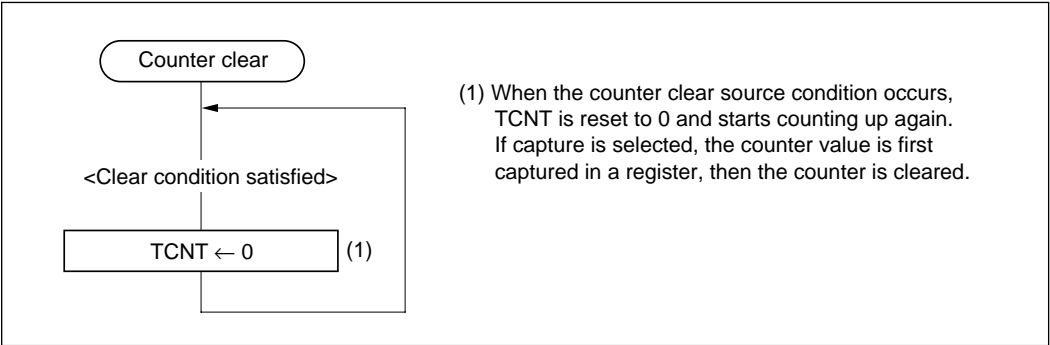 Counter clear
<Clear condition satisfied>
TCNT ← 0
(1)
(1) When the counter clear source condition occurs,
TCNT is reset to 0 and starts counting up again.
If capture is selected, the counter value is first
captured in a register, then the counter is cleared.